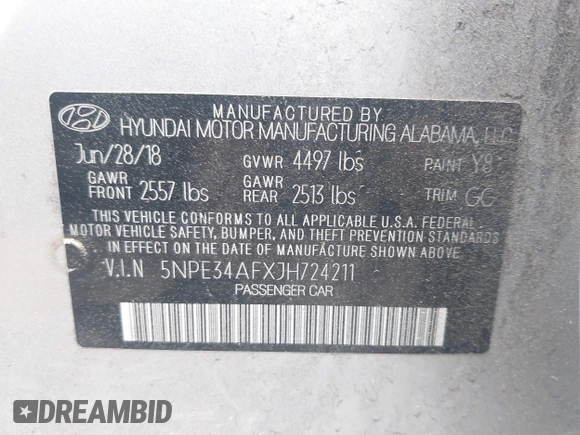 MANUFACTURED BY
HYUNDAI MOTOR MANUFACTURING ALABAMA, LLC
Jun/28/18 GVWR 4497 lbs PAINT Y8
GAWR FRONT 2557 lbs GAWR REAR 2513 lbs TRIM GG
THIS VEHICLE CONFORMS TO ALL APPLICABLE U.S.A. FEDERAL
MOTOR VEHICLE SAFETY, BUMPER, AND THEFT PREVENTION STANDARDS
IN EFFECT ON THE DATE OF MANUFACTURE SHOWN ABOVE.
V.I.N 5NPE34AFXJH724211
PASSENGER CAR
DREAMBID